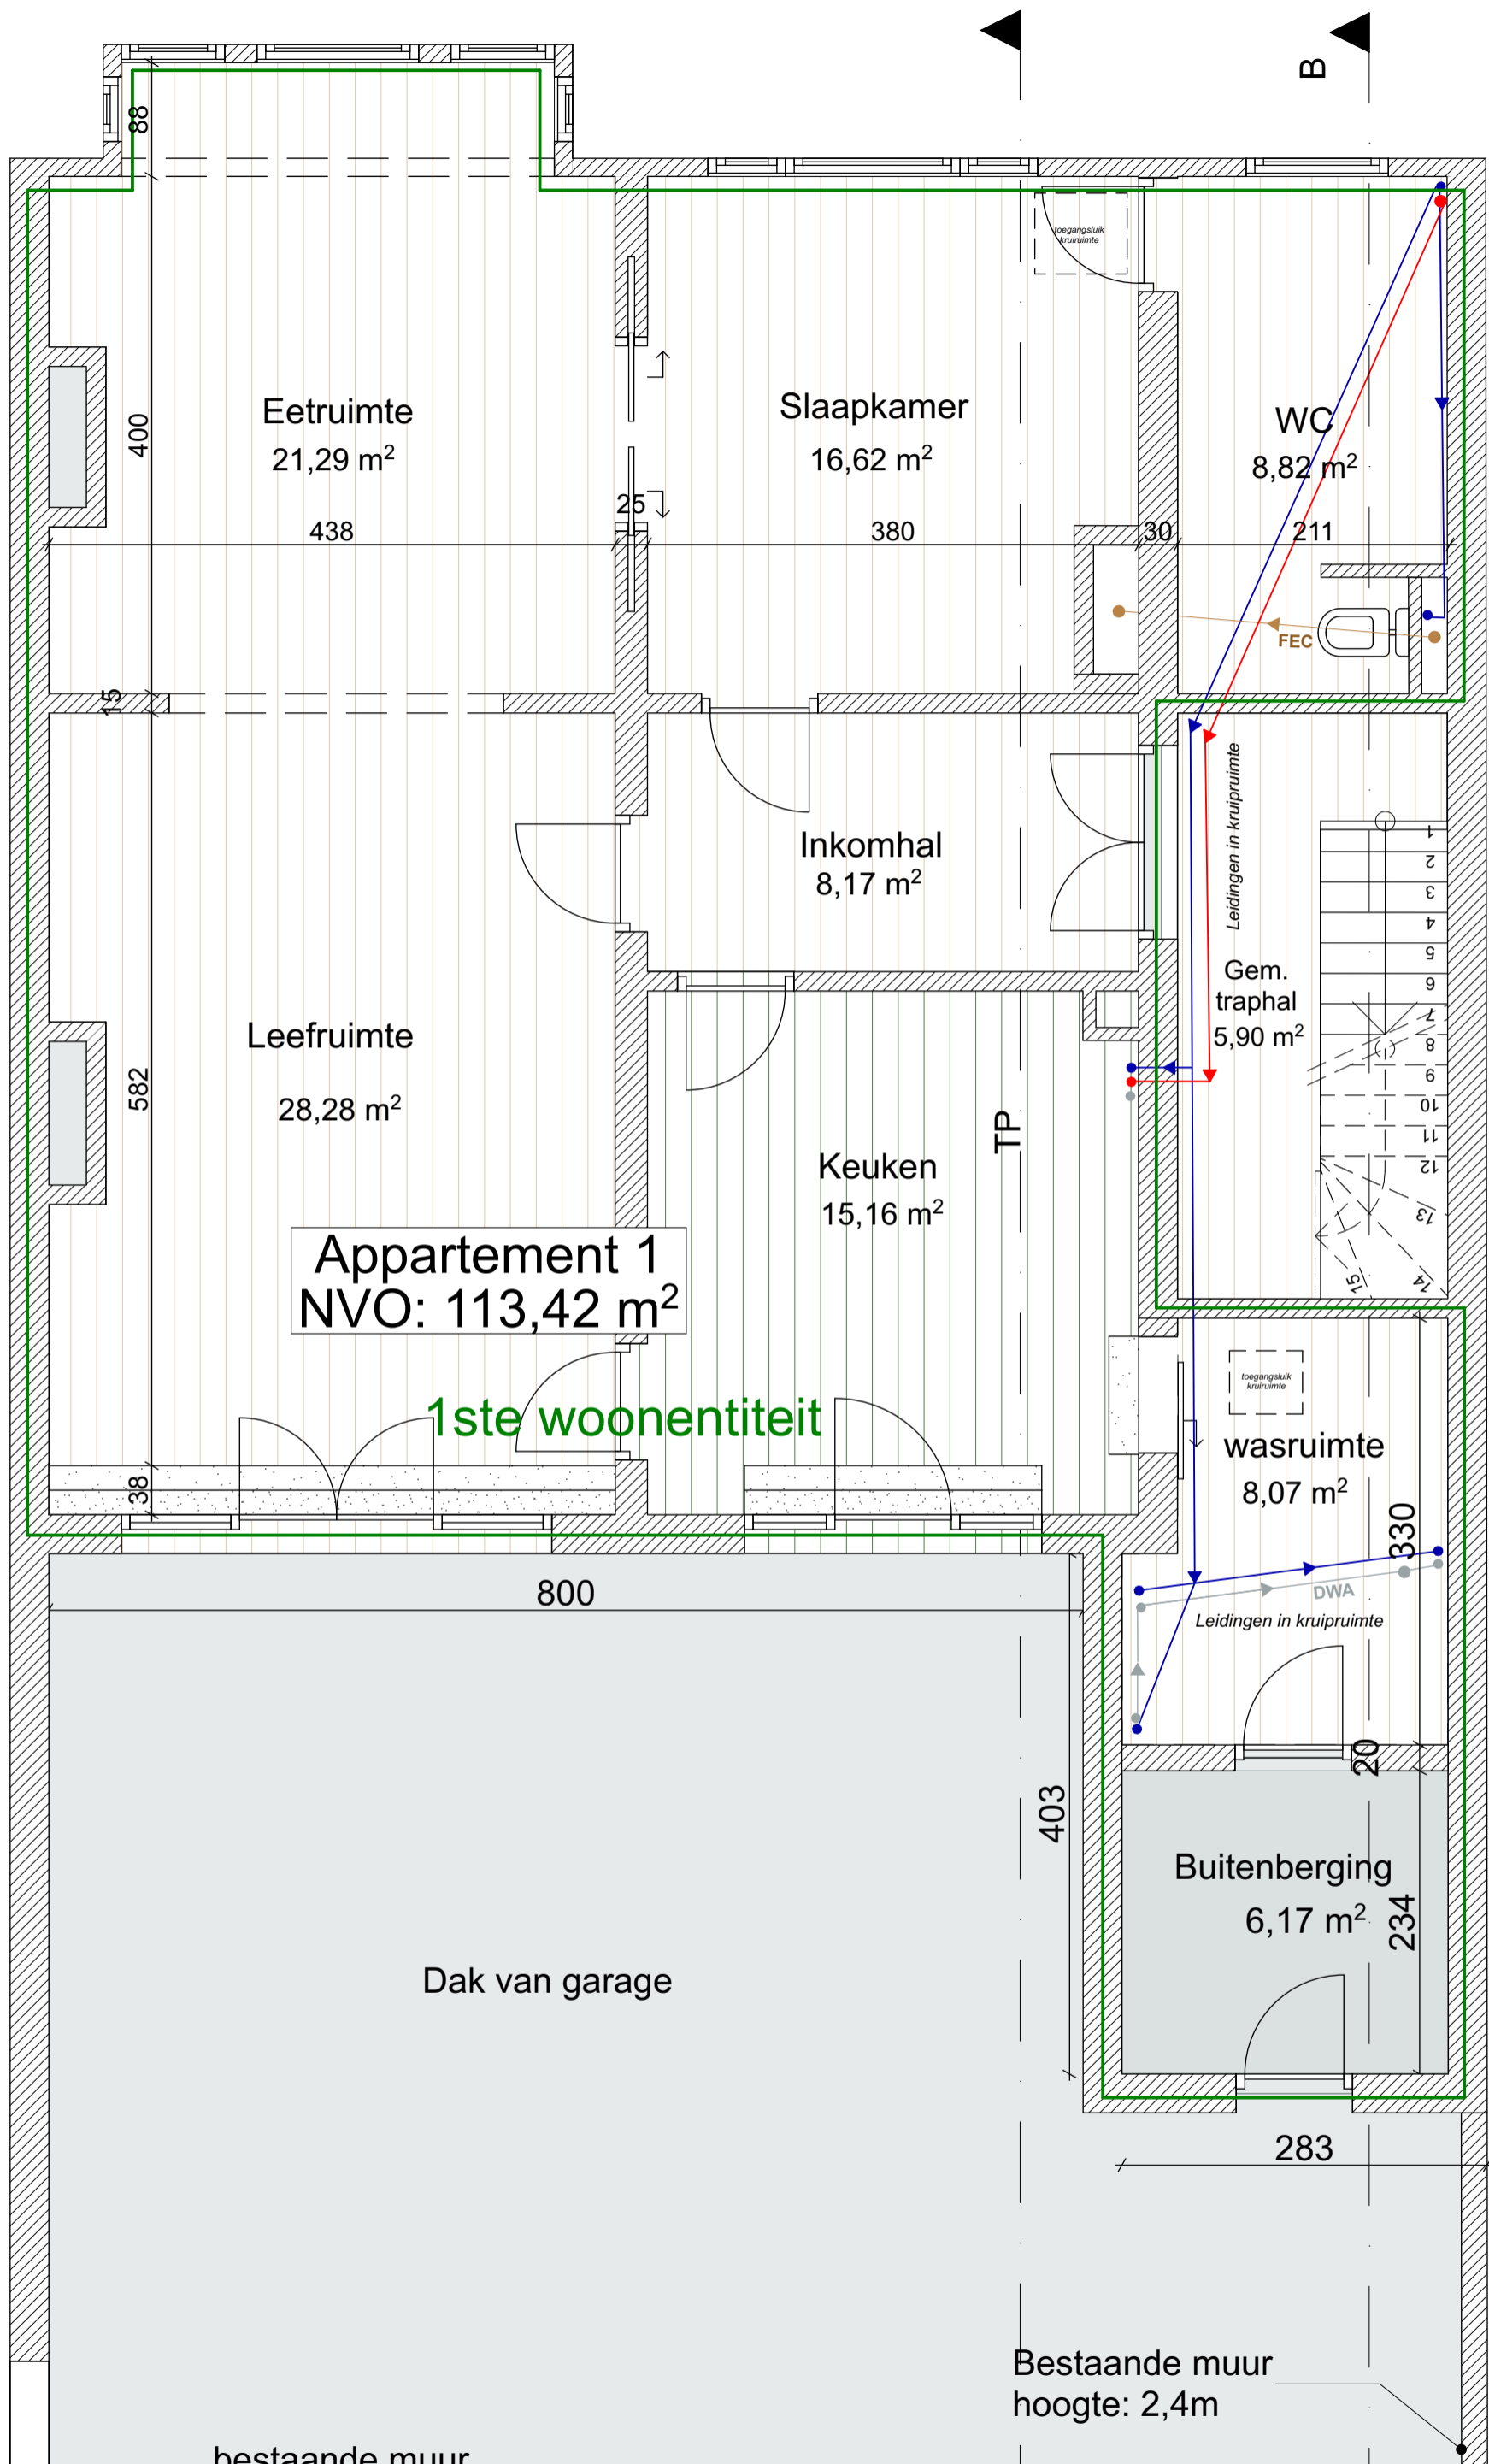 B
88
toegangsluik
kruiruimte
Eetruimte
21,29 m²
400
Slaapkamer
16,62 m²
WC
8,82 m²
25
438
380
30
211
FEC
15
Leidingen in kruipruimte
Inkomhal
8,17 m²
1
2
3
4
5
6
7
8
9
10
11
12
13
14
15
Gem.
traphal
5,90 m²
Leefruimte
28,28 m²
582
TP
Keuken
15,16 m²
Appartement 1
NVO: 113,42 m²
1ste woonentiteit
toegangsluik
kruiruimte
wasruimte
8,07 m²
38
330
800
DWA
Leidingen in kruipruimte
20
403
Buitenberging
6,17 m²
234
Dak van garage
283
Bestaande muur
hoogte: 2,4m
bestaande muur